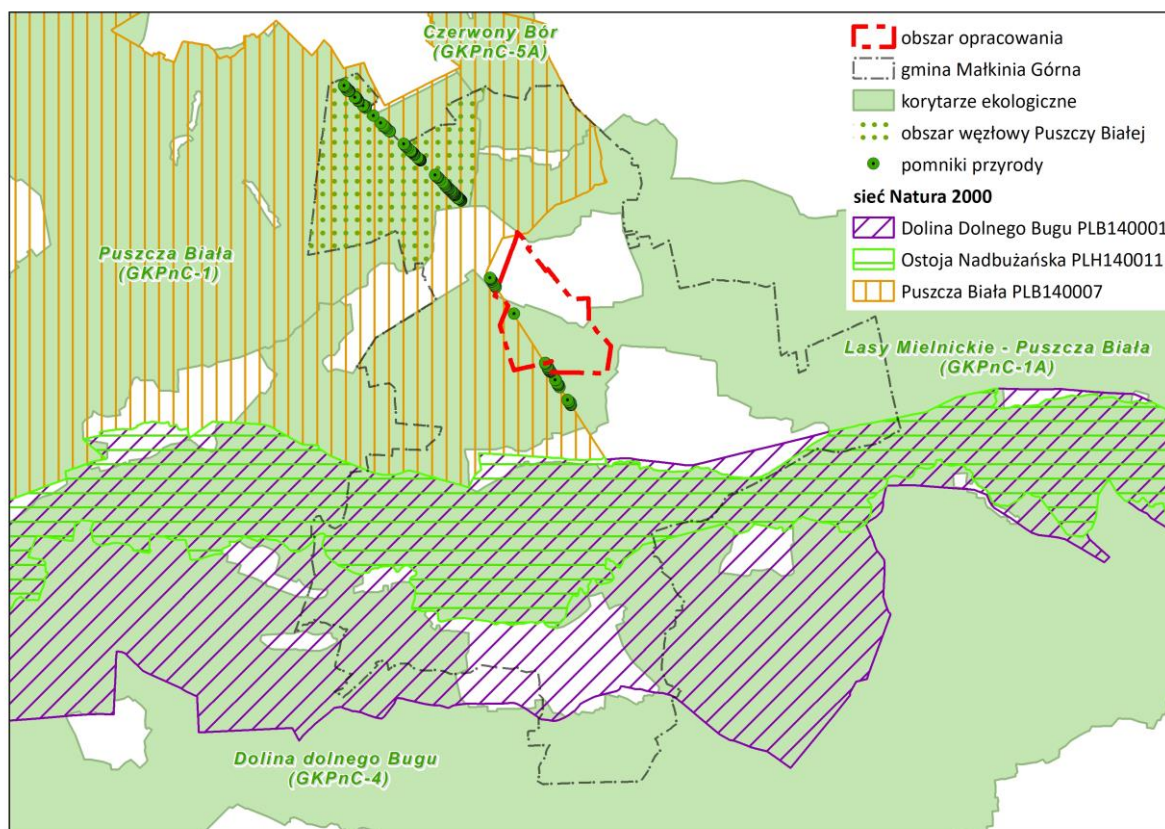 Czerwony Bór
(GKPnC-5A)
obszar opracowania
gmina Małkinia Górna
korytarze ekologiczne
obszar węzłowy Puszczy Białej
pomniki przyrody
sieć Natura 2000
Dolina Dolnego Bugu PLB140001
Ostoja Nadbużańska PLH140011
Puszcza Biała PLB140007
Puszcza Biała
(GKPnC-1)
Lasy Mielnickie - Puszcza Biała
(GKPnC-1A)
Dolina dolnego Bugu
(GKPnC-4)